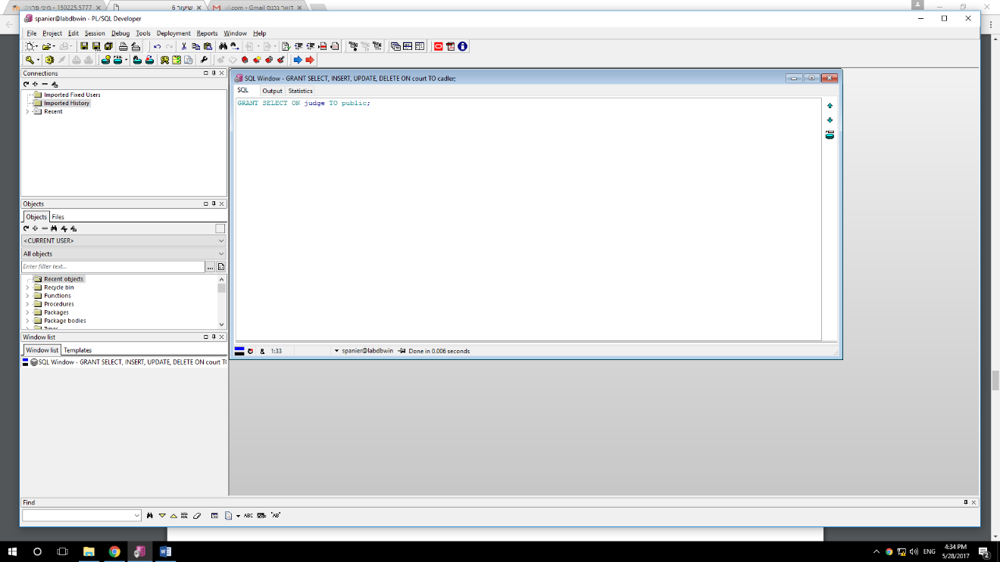 מיני פרויקט - 150225.5777
שיעור 6
דואר נכנס - Gmail
spanier@labdbwin - PL/SQL Developer
File Project Edit Session Debug Tools Deployment Reports Window Help
Connections
Imported Fixed Users
Imported History
Recent
Objects
Objects Files
<CURRENT USER>
All objects
Enter filter text...
Recent objects
Recycle bin
Functions
Procedures
Packages
Package bodies
Types
Window list
Window list Templates
SQL Window - GRANT SELECT, INSERT, UPDATE, DELETE ON court TO
SQL Window - GRANT SELECT, INSERT, UPDATE, DELETE ON court TO cadler;
SQL Output Statistics
GRANT SELECT ON judge TO public;
& 1:33 spanier@labdbwin Done in 0.006 seconds
Find
ABC "AB"
ENG
4:34 PM
5/28/2017
2